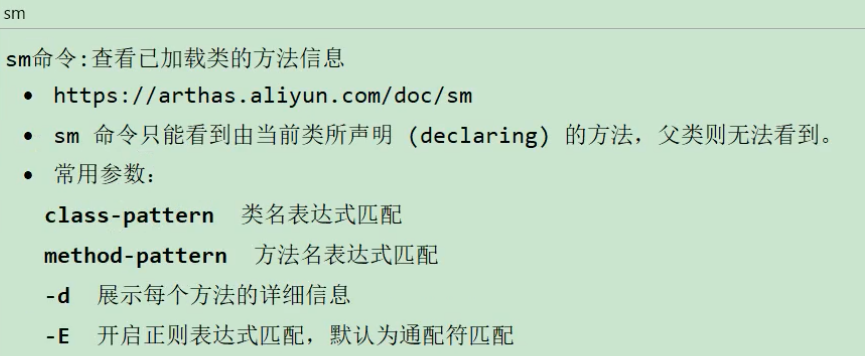 sm
sm命令:查看已加载类的方法信息
• https://arthas.aliyun.com/doc/sm
• sm 命令只能看到由当前类所声明 (declaring) 的方法，父类则无法看到。
• 常用参数：
class-pattern 类名表达式匹配
method-pattern 方法名表达式匹配
-d 展示每个方法的详细信息
-E 开启正则表达式匹配，默认为通配符匹配